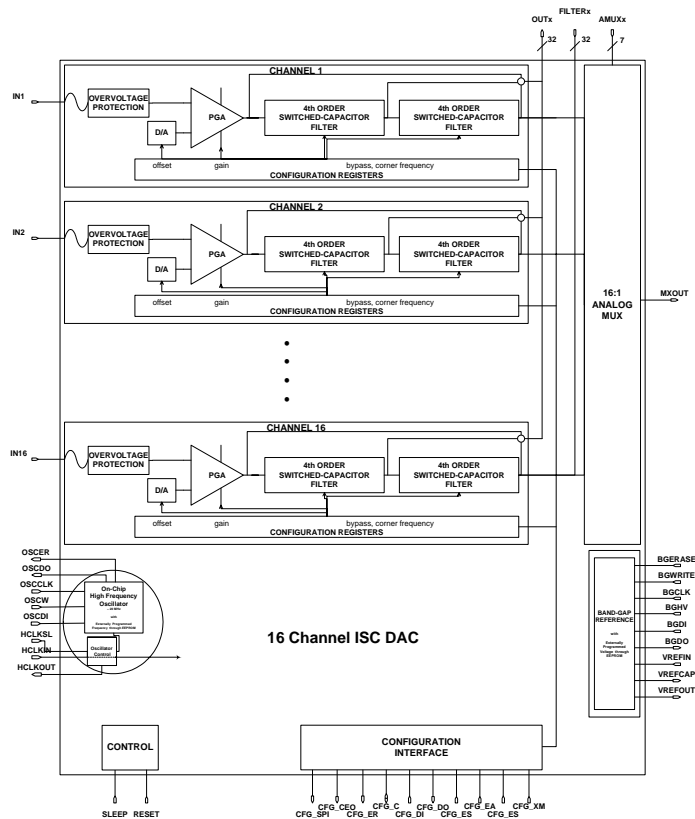 OUTx
FILTERx
AMUXx
32
32
7
CHANNEL 1
IN1
OVERVOLTAGE
PROTECTION
D/A
PGA
4th ORDER
SWITCHED-CAPACITOR
FILTER
4th ORDER
SWITCHED-CAPACITOR
FILTER
offset
gain
bypass, corner frequency
CONFIGURATION REGISTERS
CHANNEL 2
IN2
OVERVOLTAGE
PROTECTION
D/A
PGA
4th ORDER
SWITCHED-CAPACITOR
FILTER
4th ORDER
SWITCHED-CAPACITOR
FILTER
offset
gain
bypass, corner frequency
CONFIGURATION REGISTERS
16:1
ANALOG
MUX
MXOUT
CHANNEL 16
IN16
OVERVOLTAGE
PROTECTION
D/A
PGA
4th ORDER
SWITCHED-CAPACITOR
FILTER
4th ORDER
SWITCHED-CAPACITOR
FILTER
offset
gain
bypass, corner frequency
CONFIGURATION REGISTERS
OSCER
OSCDO
OSCCLK
OSCW
OSCDI
HCLKSL
HCLKIN
HCLKOUT
On-Chip
High Frequency
Oscillator
with
Externally Programmed
Frequency through EEPROM
Oscillator
Control
16 Channel ISC DAC
BAND-GAP
REFERENCE
with
Externally Programmed
Voltage through
EEPROM
BGERASE
BGWRITE
BGCLK
BGHV
BGDI
BGDO
VREFIN
VREFCAP
VREFOUT
CONTROL
SLEEP
RESET
CONFIGURATION
INTERFACE
CFG_SPI
CFG_CEO
CFG_ER
CFG_C
CFG_DI
CFG_DO
CFG_ES
CFG_EA
CFG_ES
CFG_XM